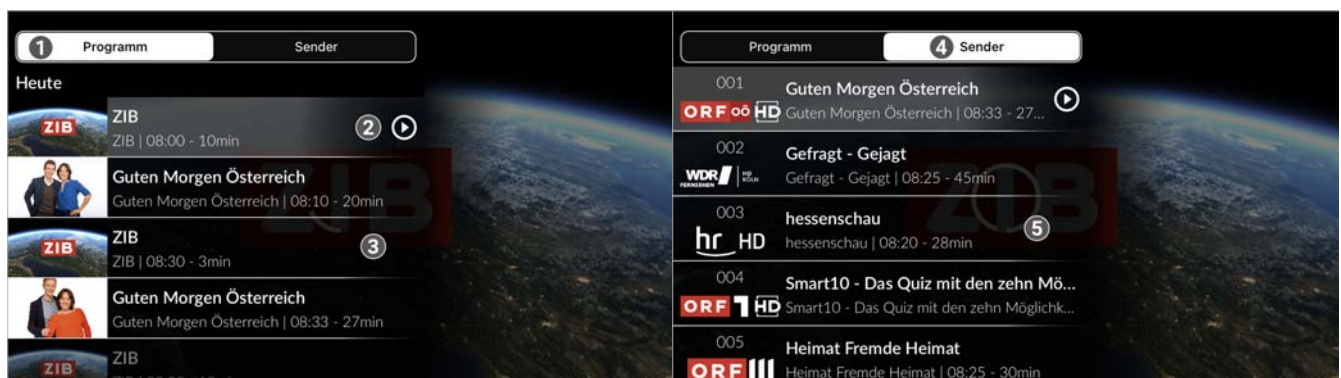 1 Programm Sender
Heute
ZIB
ZIB
ZIB | 08:00 - 10min
2
Guten Morgen Österreich
Guten Morgen Österreich | 08:10 - 20min
ZIB
ZIB
ZIB | 08:30 - 3min
3
Guten Morgen Österreich
Guten Morgen Österreich | 08:33 - 27min
ZIB
ZIB
ZIB
Programm 4 Sender
001
ORF oö HD
Guten Morgen Österreich
Guten Morgen Österreich | 08:33 - 27...
002
WDR HD
FERNSEHEN KÖLN
Gefragt - Gejagt
Gefragt - Gejagt | 08:25 - 45min
003
hr HD
hessenschau
hessenschau | 08:20 - 28min
5
ZIB
004
ORF 1 HD
Smart10 - Das Quiz mit den zehn Mö...
Smart10 - Das Quiz mit den zehn Möglichk...
005
ORF III
Heimat Fremde Heimat
Heimat Fremde Heimat | 08:25 - 30min